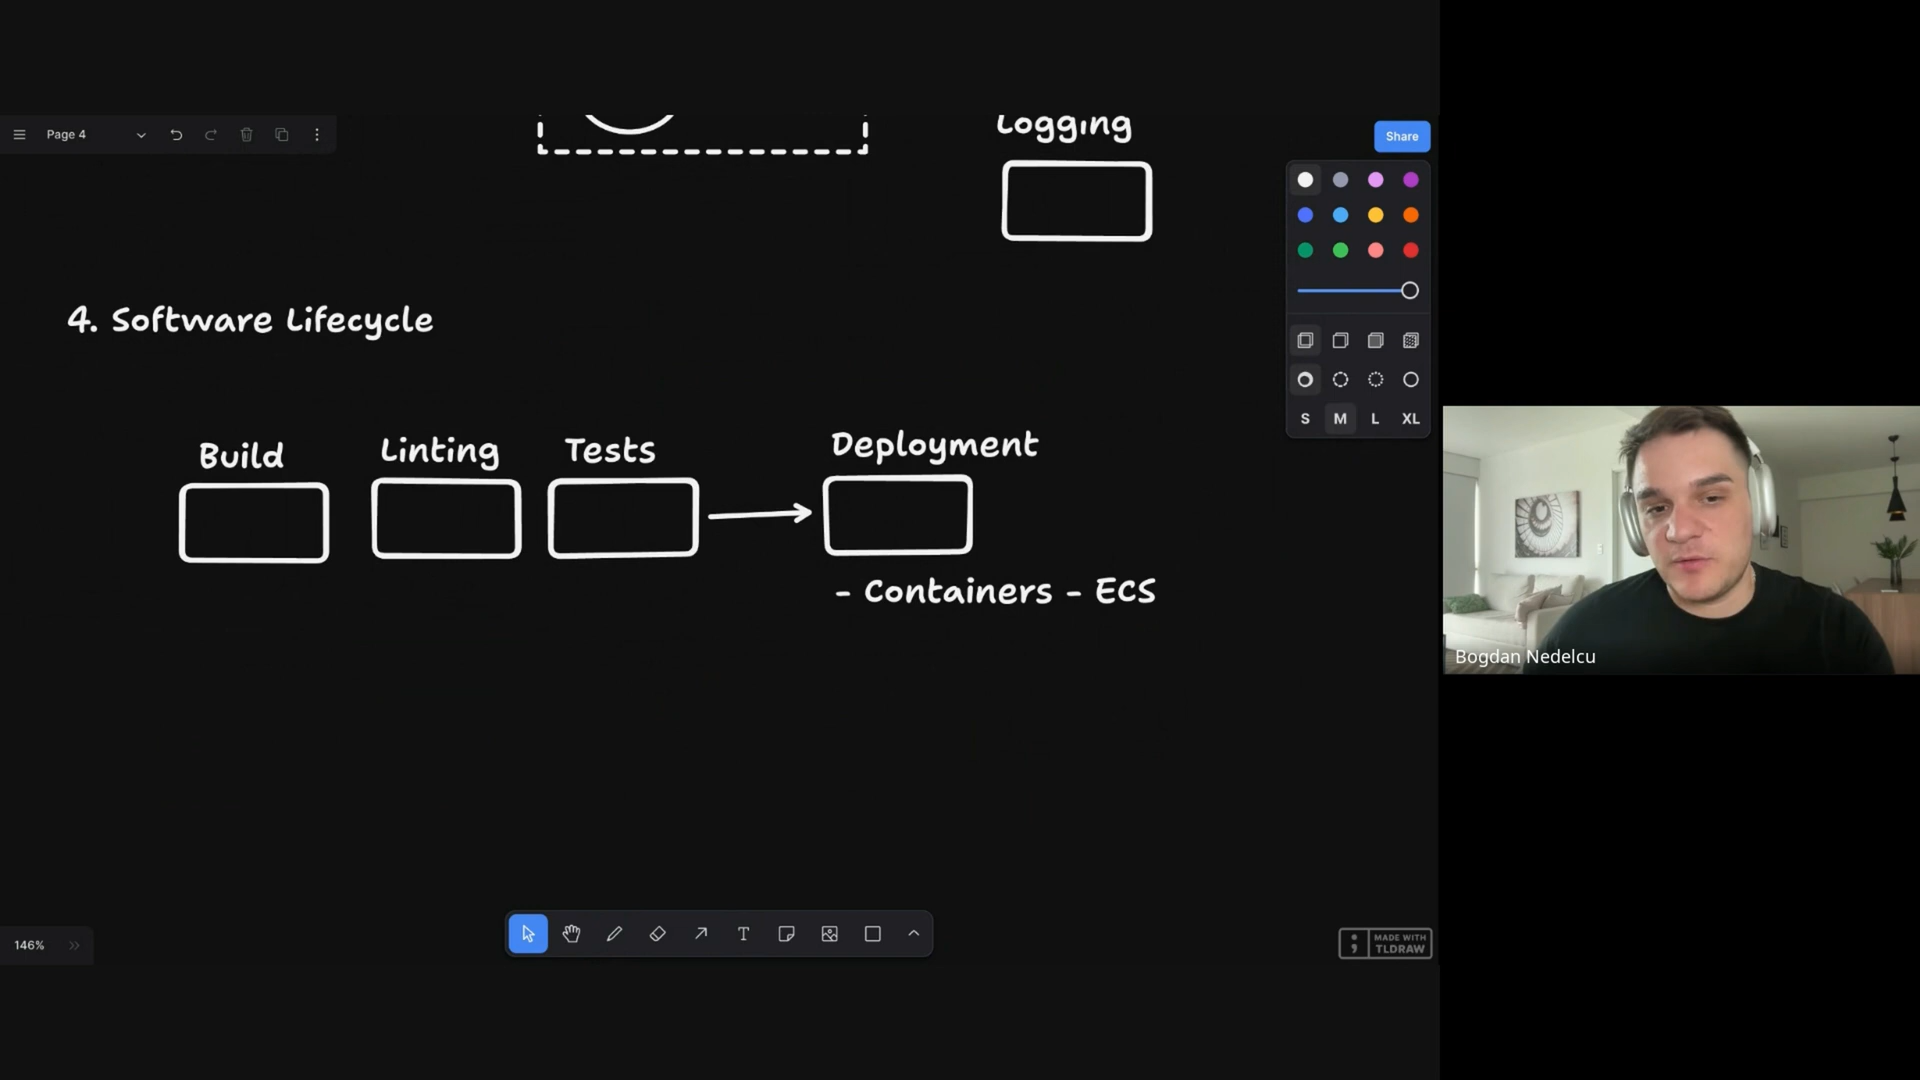 Page 4
Logging
Share
4. Software Lifecycle
S M L XL
Build
Linting
Tests
Deployment
- Containers - ECS
Bogdan Nedelcu
146%
MADE WITH
TLDRAW